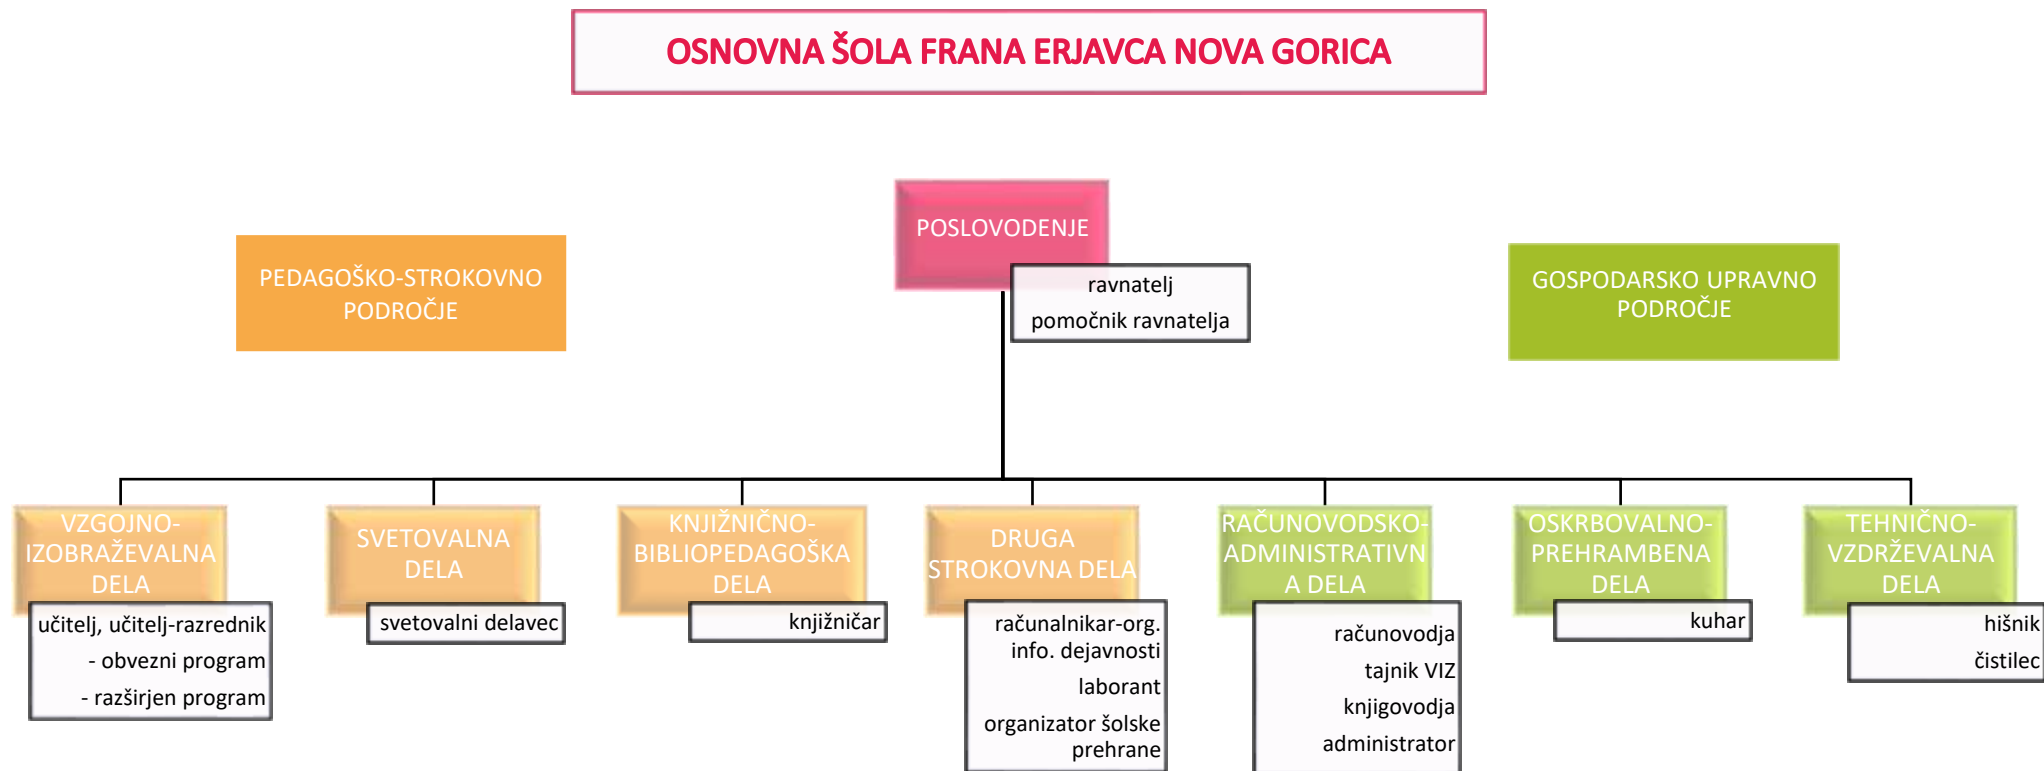 OSNOVNA ŠOLA FRANA ERJAVCA NOVA GORICA
POSLOVODENJE
ravnatelj
pomočnik ravnatelja
PEDAGOŠKO-STROKOVNO
PODROČJE
GOSPODARSKO UPRAVNO
PODROČJE
VZGOJNO-
IZOBRAŽEVALNA
DELA
učitelj, učitelj-razrednik
- obvezni program
- razširjen program
SVETOVALNA
DELA
svetovalni delavec
KNJIŽNIČNO-
BIBLIOPEDAGOŠKA
DELA
knjižničar
DRUGA
STROKOVNA DELA
računalnikar-org.
info. dejavnosti
laborant
organizator šolske
prehrane
RAČUNOVODSKO-
ADMINISTRATIVN
A DELA
računovodja
tajnik VIZ
knjigovodja
administrator
OSKRBOVALNO-
PREHRAMBENA
DELA
kuhar
TEHNIČNO-
VZDRŽEVALNA
DELA
hišnik
čistilec